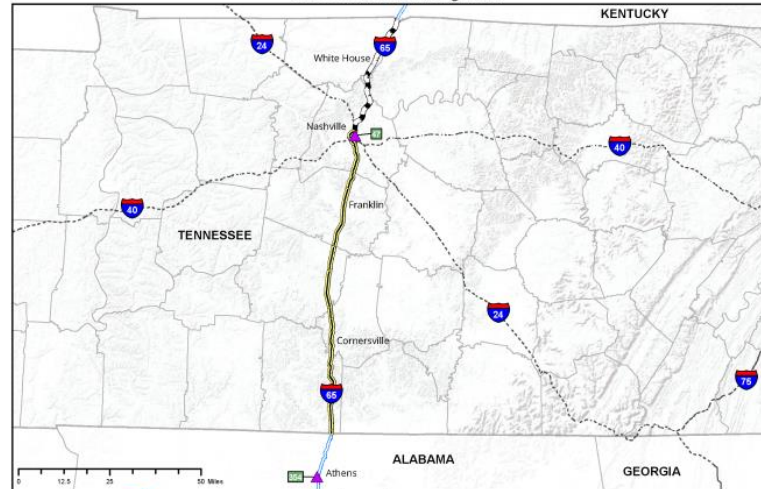 KENTUCKY
24
65
White House
Nashville
40
40
Franklin
TENNESSEE
24
Cornersville
75
65
ALABAMA
0 12.5 25 50 Miles
Athens
GEORGIA